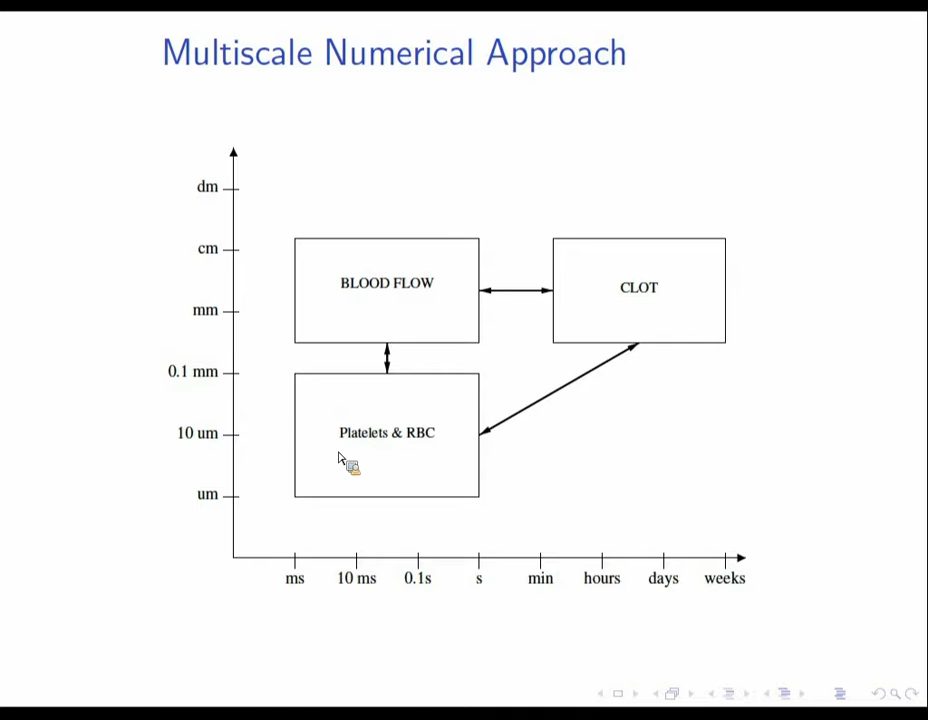 Multiscale Numerical Approach
dm
cm
mm
0.1 mm
10 um
um
BLOOD FLOW
CLOT
Platelets & RBC
ms 10 ms 0.1s s min hours days weeks